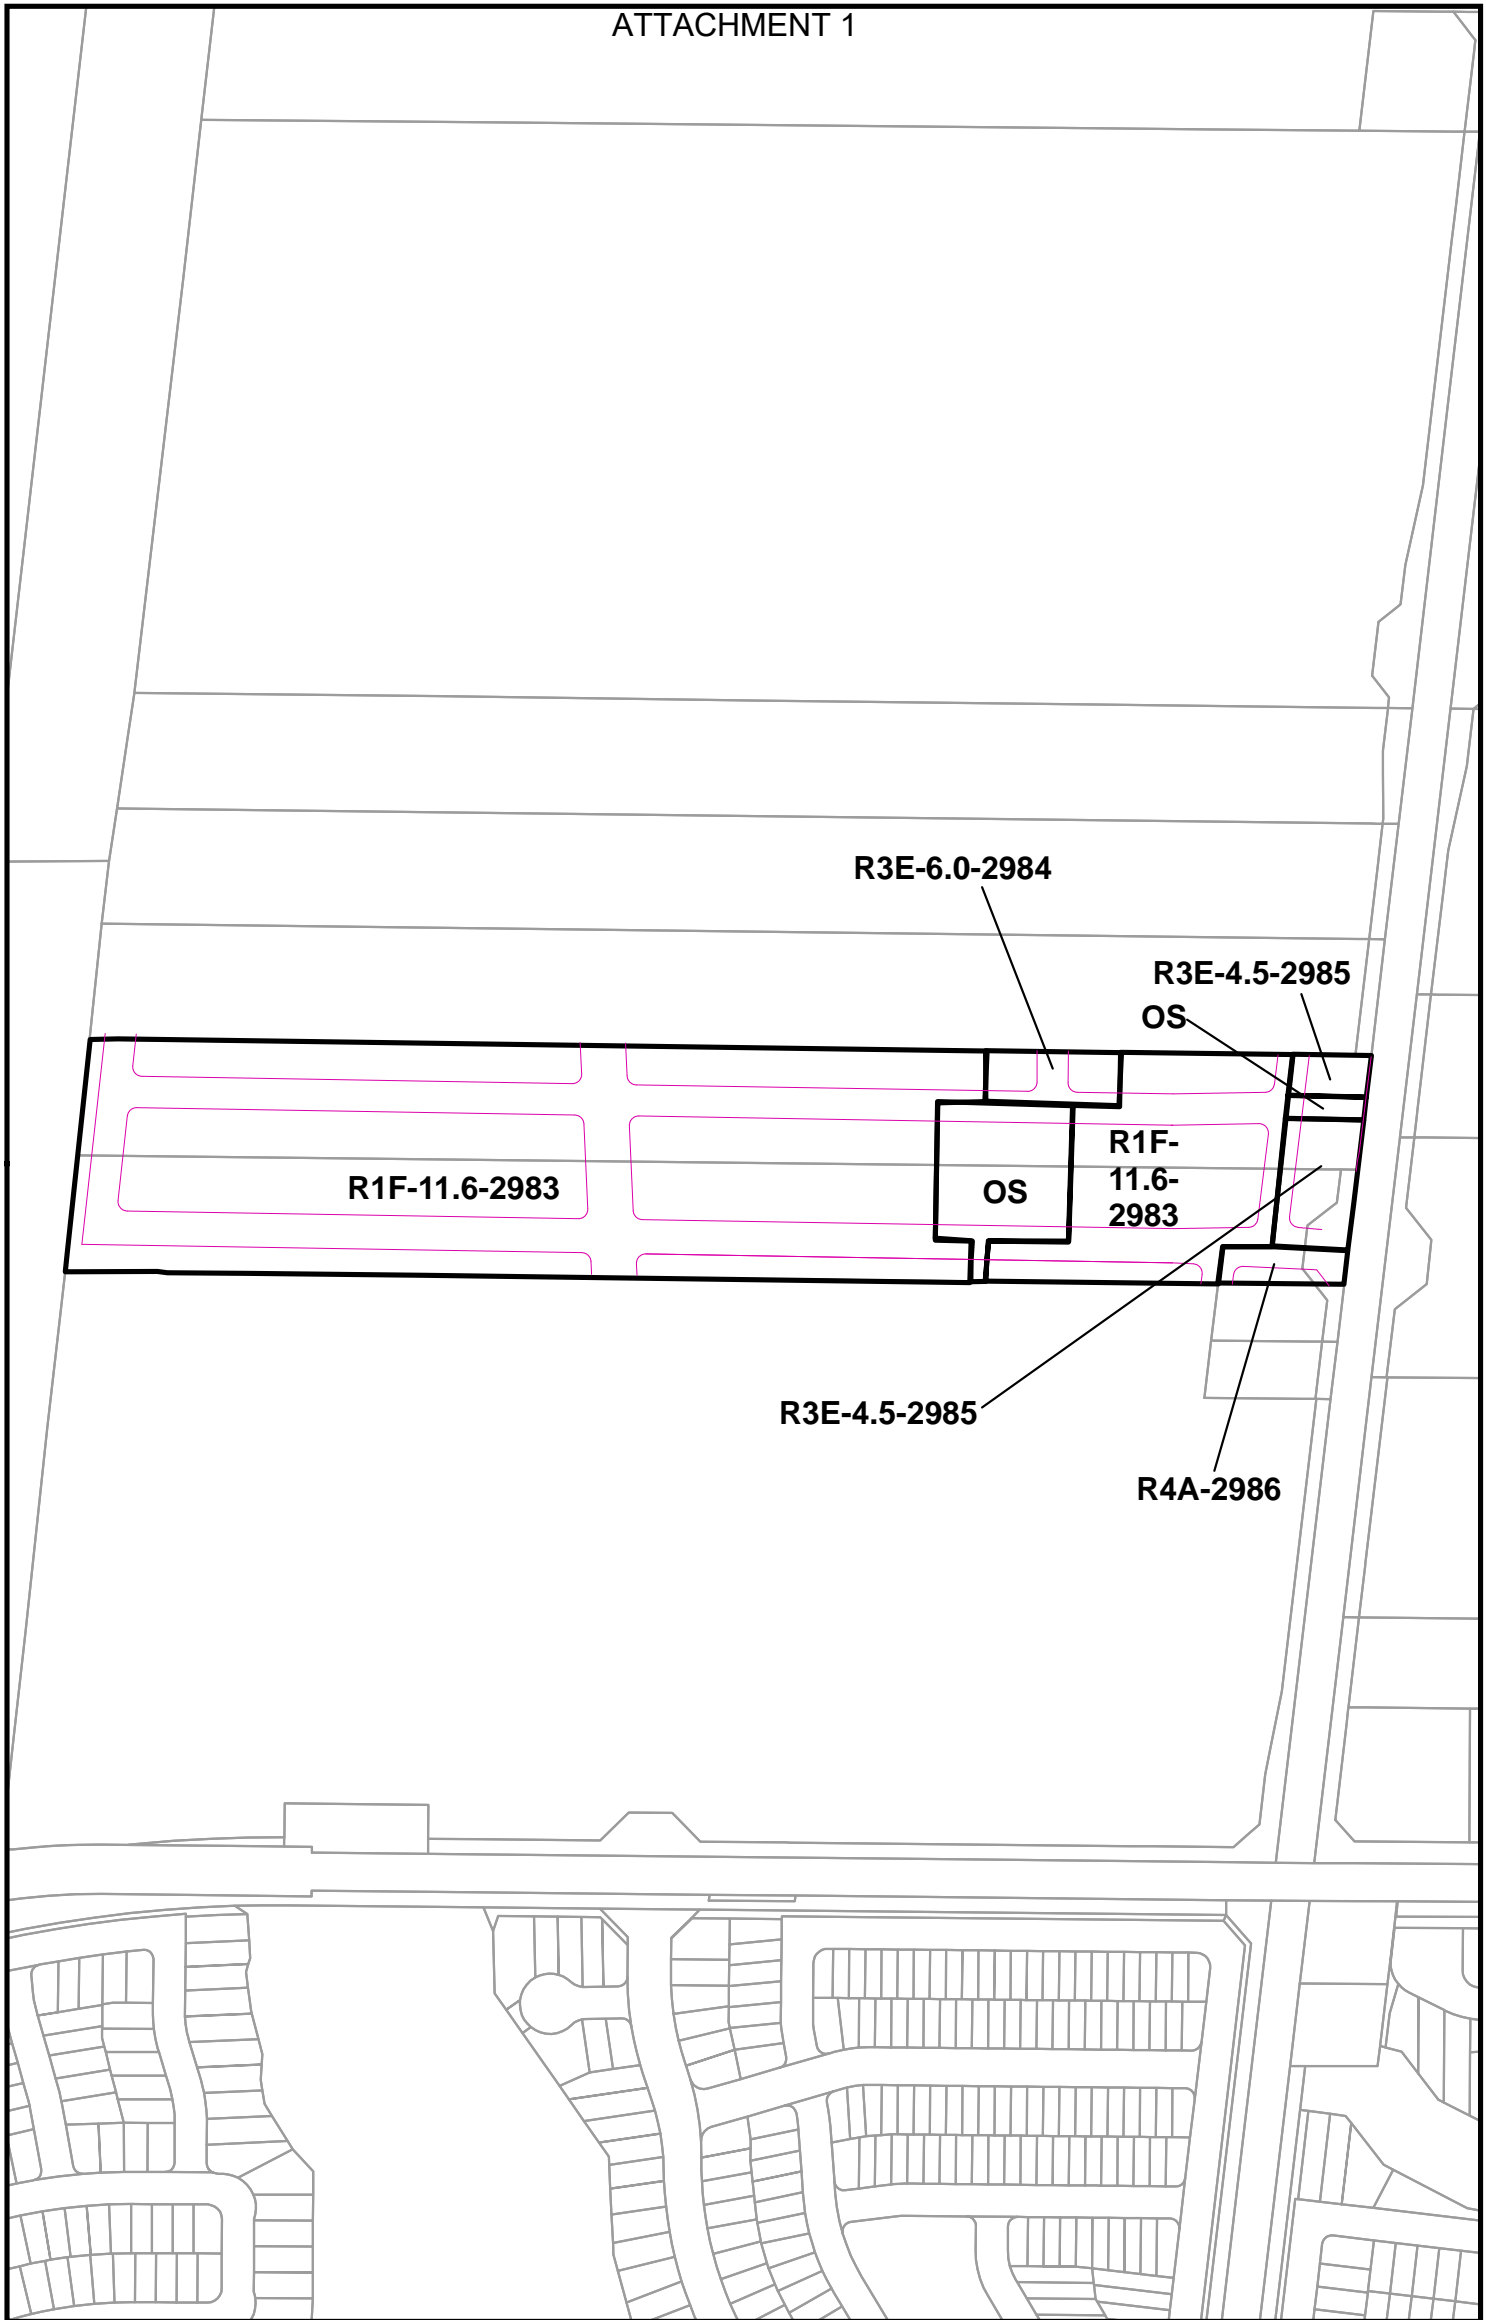 ATTACHMENT 1
R3E-6.0-2984
R3E-4.5-2985
OS
R1F-11.6-2983
OS
R1F-
11.6-
2983
R3E-4.5-2985
R4A-2986